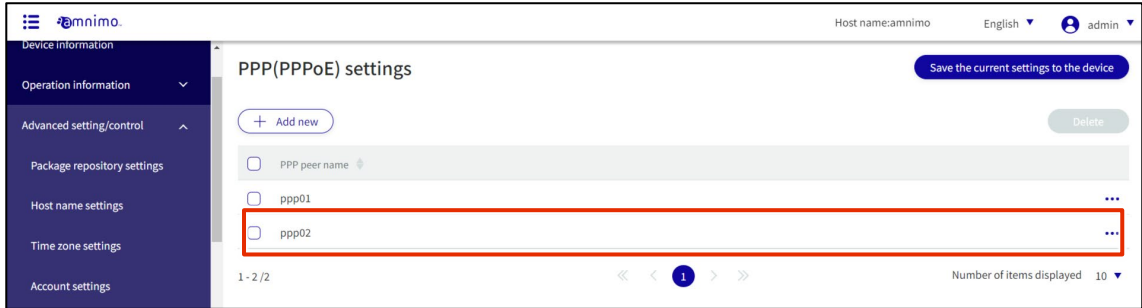 amnimo.
Host name:amnimo
English
admin
Device information
Operation information
Advanced setting/control
Package repository settings
Host name settings
Time zone settings
Account settings
PPP(PPPoE) settings
Save the current settings to the device
+ Add new
Delete
PPP peer name
ppp01
ppp02
1 - 2 /2
1
Number of items displayed 10